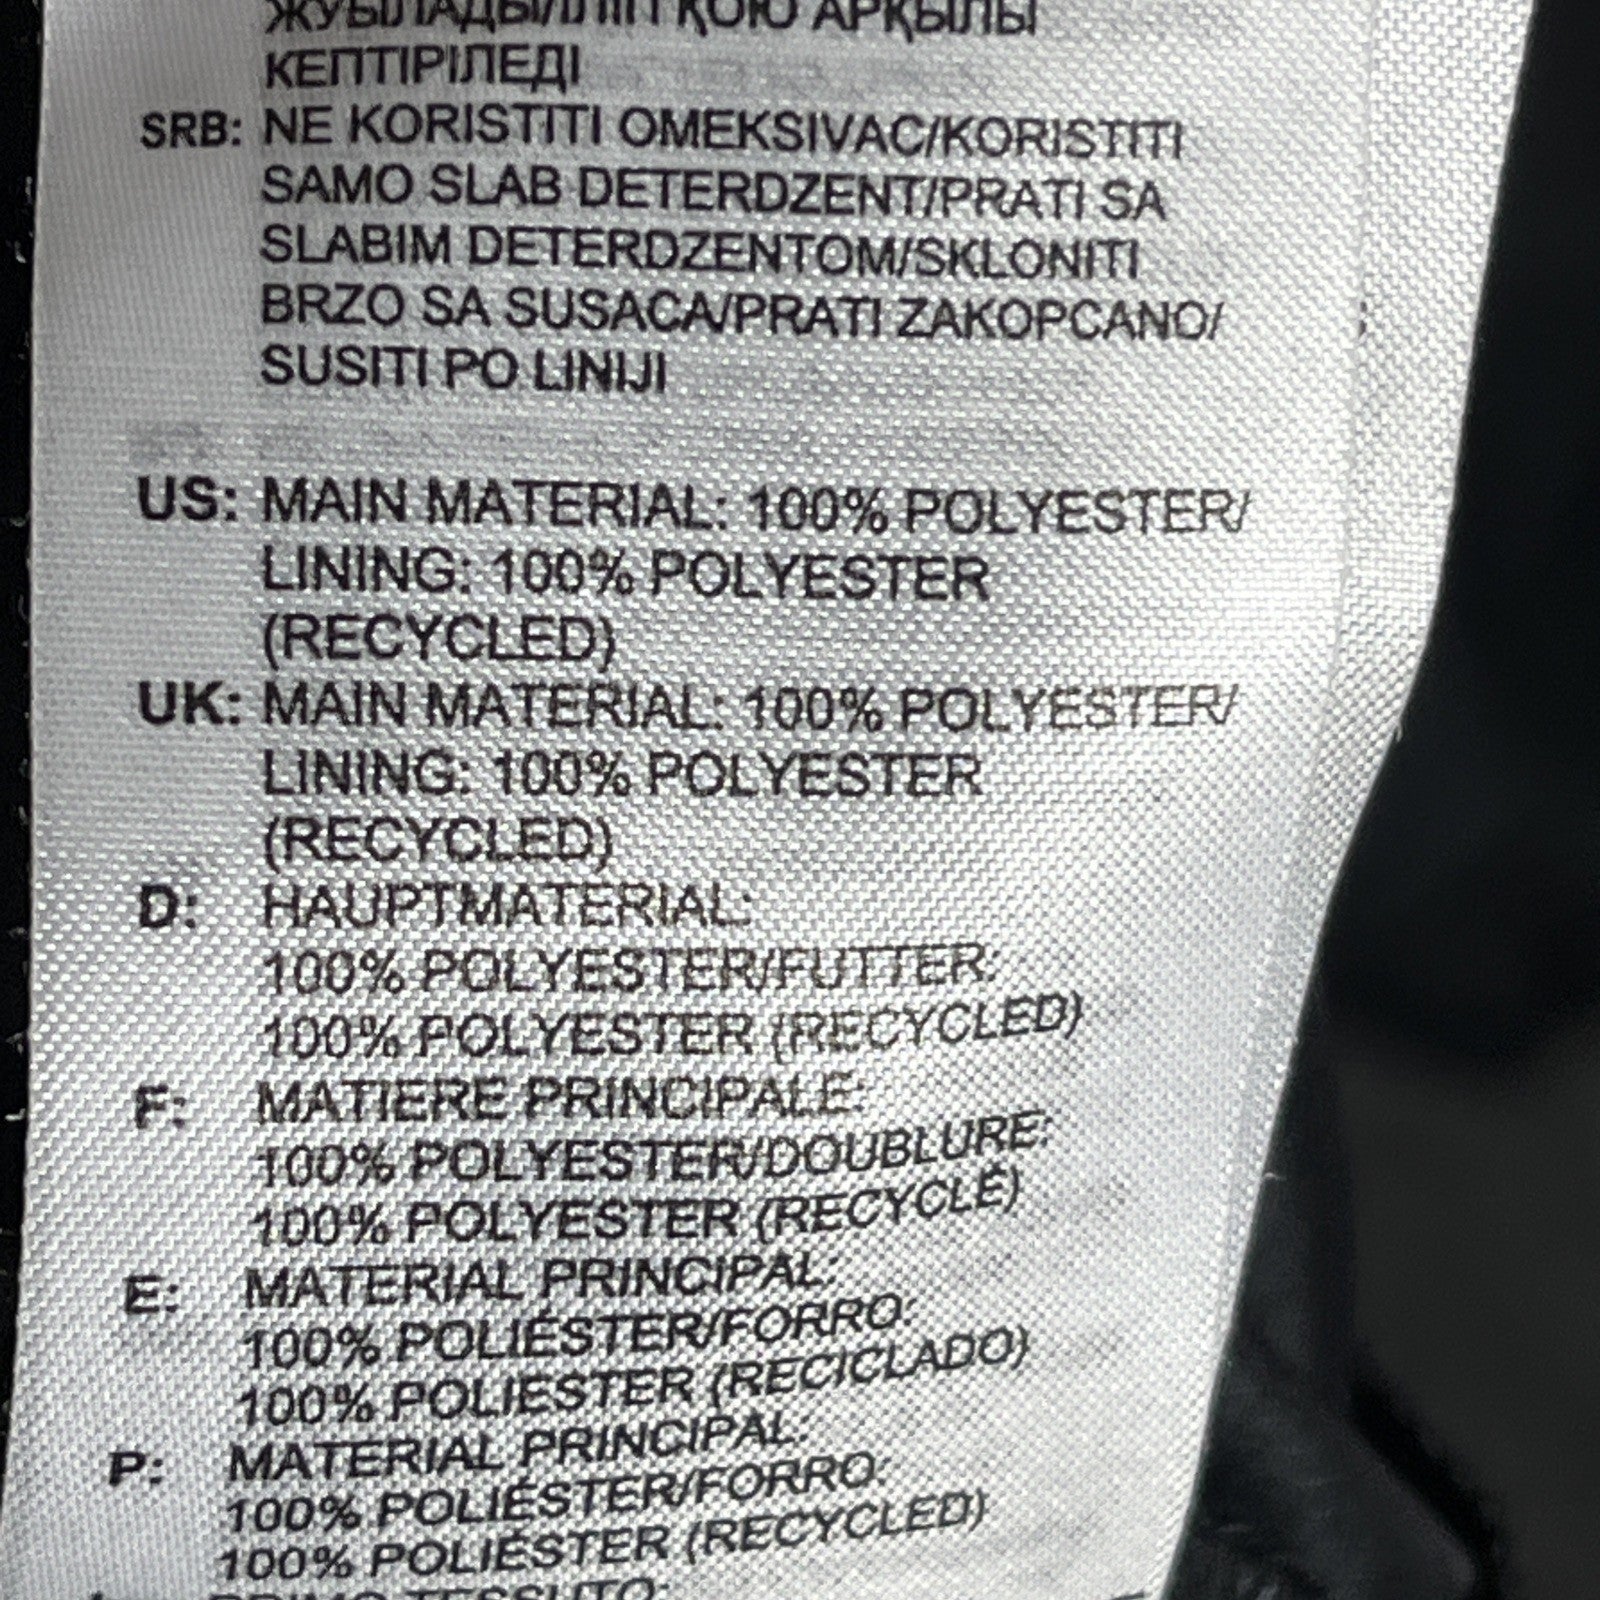 ЖУЫЛАДЫ/ІЛІП ҚОЮ АРҚЫЛЫ
КЕПТІРІЛЕДІ
SRB: NE KORISTITI OMEKSIVAC/KORISTITI
SAMO SLAB DETERDZENT/PRATI SA
SLABIM DETERDZENTOM/SKLONITI
BRZO SA SUSACA/PRATI ZAKOPCANO/
SUSITI PO LINIJI
US: MAIN MATERIAL: 100% POLYESTER/
LINING: 100% POLYESTER
(RECYCLED)
UK: MAIN MATERIAL: 100% POLYESTER/
LINING: 100% POLYESTER
(RECYCLED)
D: HAUPTMATERIAL:
100% POLYESTER/FUTTER:
100% POLYESTER (RECYCLED)
F: MATIERE PRINCIPALE:
100% POLYESTER/DOUBLURE:
100% POLYESTER (RECYCLÉ)
E: MATERIAL PRINCIPAL:
100% POLIÉSTER/FORRO:
100% POLIESTER (RECICLADO)
P: MATERIAL PRINCIPAL:
100% POLIÉSTER/FORRO:
100% POLIÉSTER (RECYCLED)
PRIMO TESSUTO: